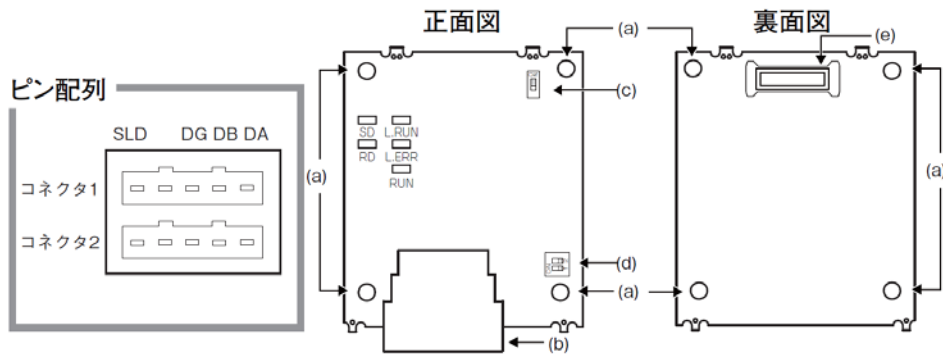 正面図
裏面図
(a)
(e)
(c)
ピン配列
SLD DG DB DA
コネクタ1
コネクタ2
SD L.RUN
RD L.ERR
RUN
(a)
(a)
(d)
(a)
(b)